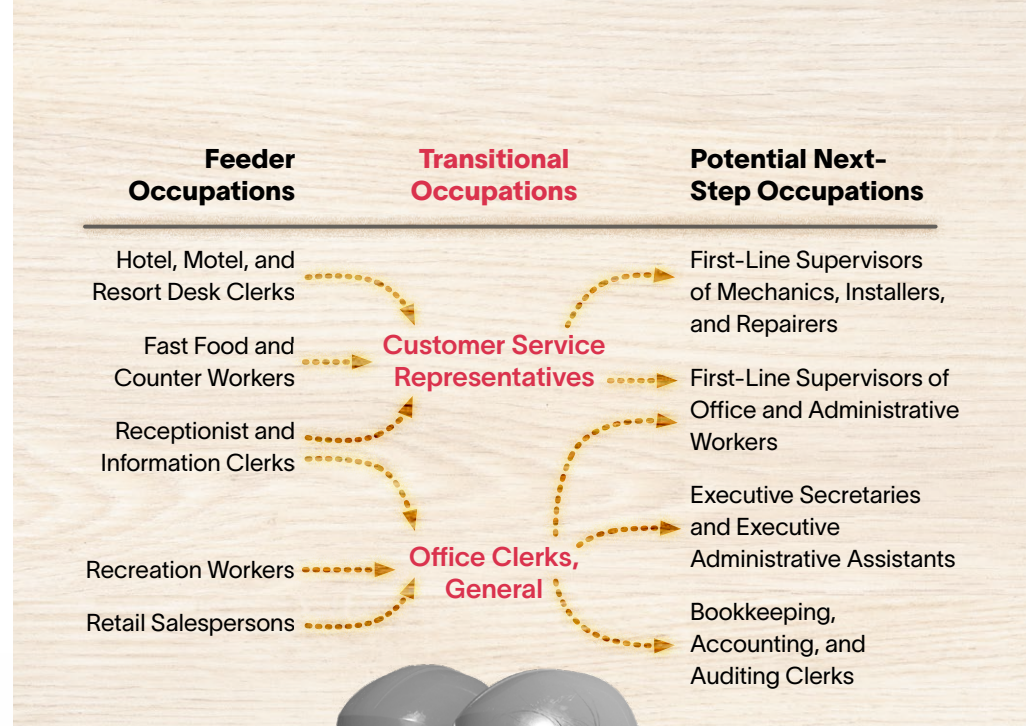 Feeder
Occupations
Transitional
Occupations
Potential Next-
Step Occupations
Hotel, Motel, and
Resort Desk Clerks
Fast Food and
Counter Workers
Receptionist and
Information Clerks
Recreation Workers
Retail Salespersons
Customer Service
Representatives
Office Clerks,
General
First-Line Supervisors
of Mechanics, Installers,
and Repairers
First-Line Supervisors of
Office and Administrative
Workers
Executive Secretaries
and Executive
Administrative Assistants
Bookkeeping,
Accounting, and
Auditing Clerks